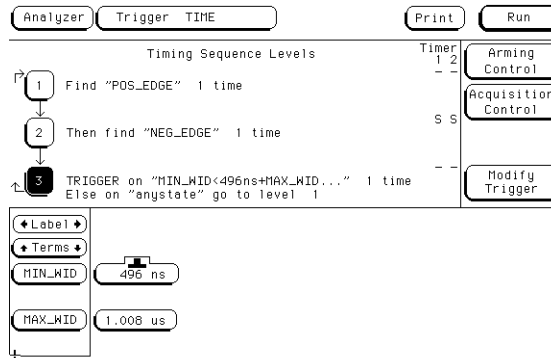 Analyzer Trigger TIME Print Run
Timing Sequence Levels
Timer
1 2
Arming Control
1 Find "POS_EDGE" 1 time - -
Acquisition Control
2 Then find "NEG_EDGE" 1 time S S
3 TRIGGER on "MIN_WID<496ns+MAX_WID..." 1 time - -
Else on "anystate" go to level 1
Modify Trigger
Label
Terms
MIN_WID 496 ns
MAX_WID 1.008 us